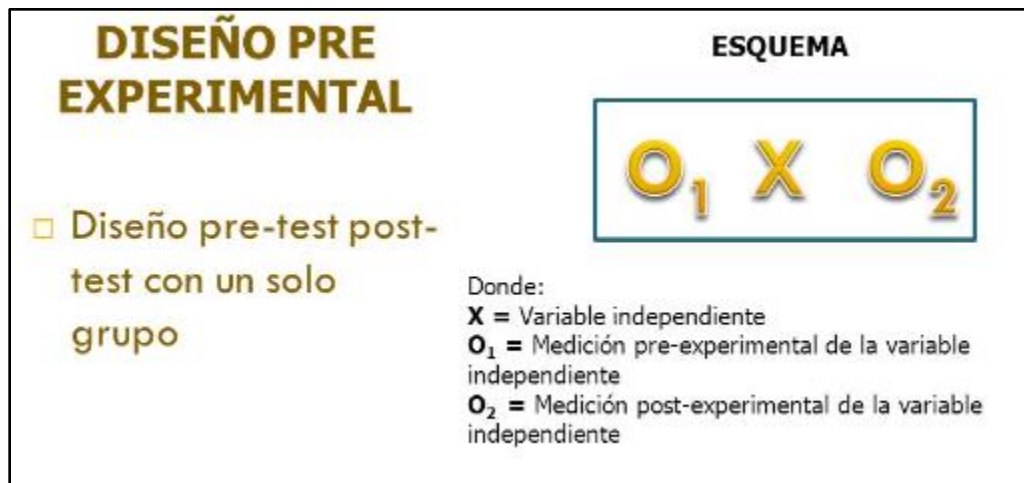 DISEÑO PRE
EXPERIMENTAL
□ Diseño pre-test post-
test con un solo
grupo
ESQUEMA
O₁ X O₂
Donde:
X = Variable independiente
O₁ = Medición pre-experimental de la variable
independiente
O₂ = Medición post-experimental de la variable
independiente